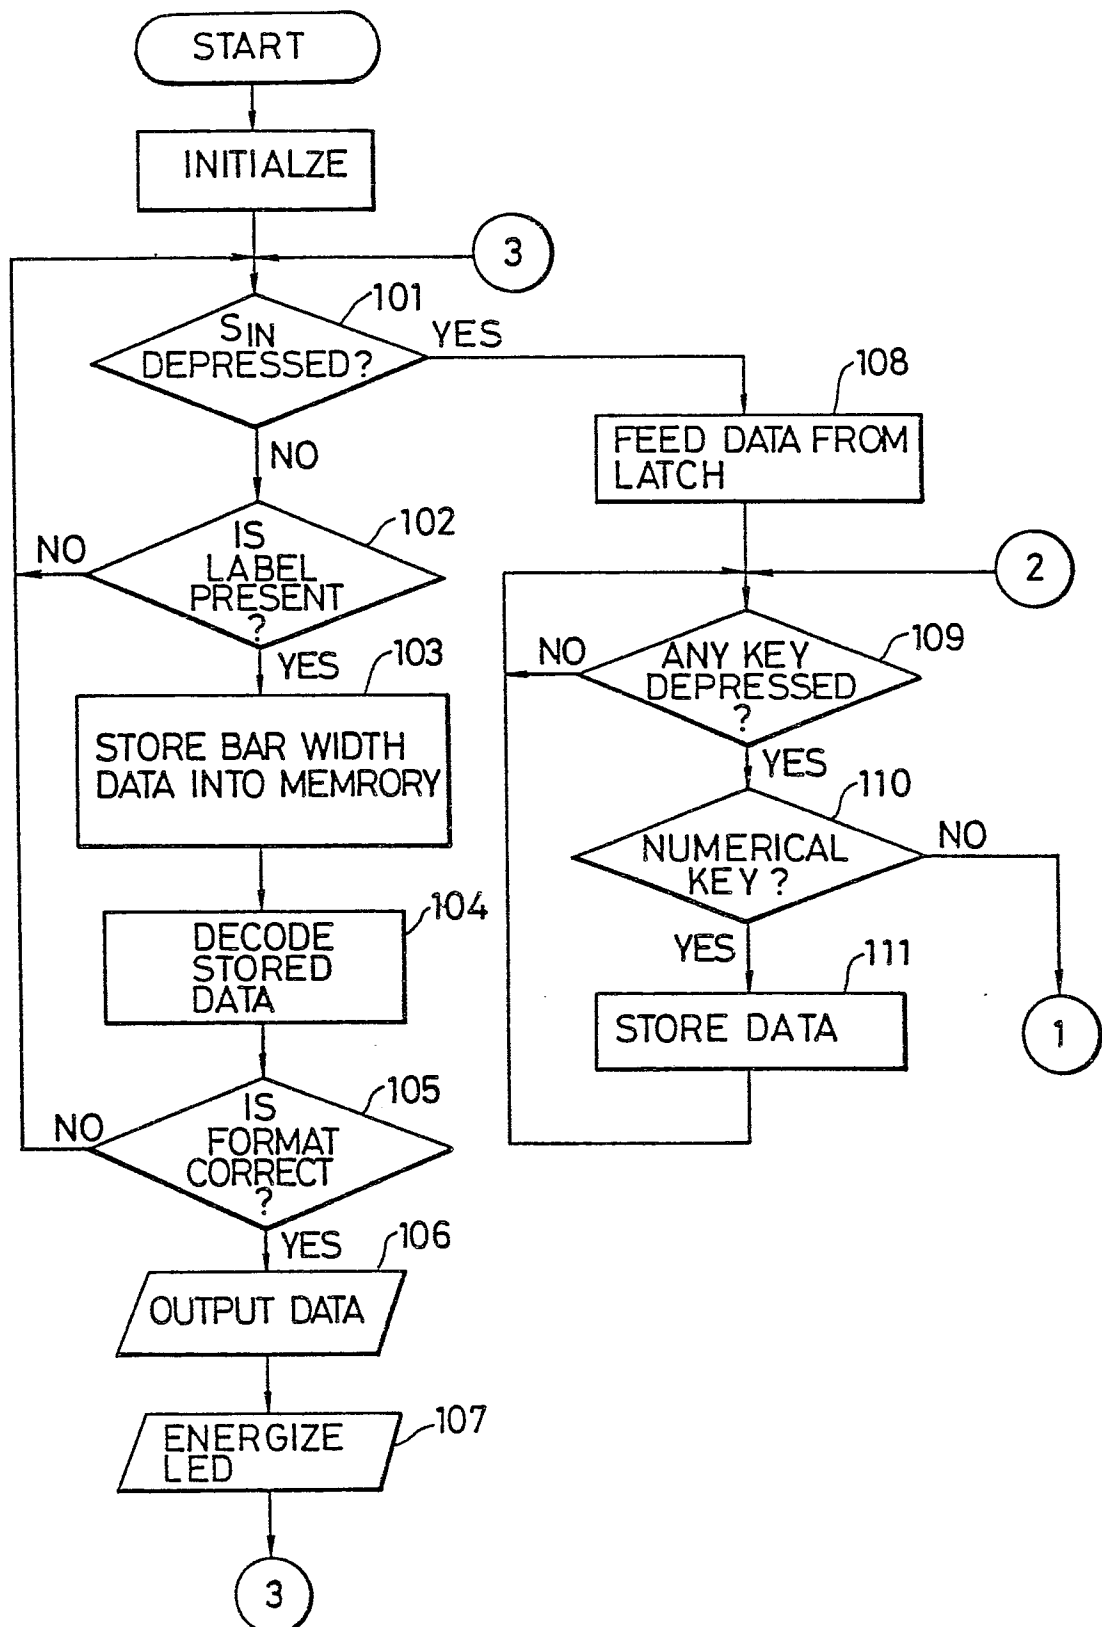 START
INITIALZE
3
101
SIN
DEPRESSED?
YES
NO
102
IS
LABEL
PRESENT
?
NO
YES
103
STORE BAR WIDTH
DATA INTO MEMRORY
104
DECODE
STORED
DATA
105
IS
FORMAT
CORRECT
?
NO
YES
106
OUTPUT DATA
107
ENERGIZE
LED
3
108
FEED DATA FROM
LATCH
2
109
ANY KEY
DEPRESSED
?
NO
YES
110
NUMERICAL
KEY?
NO
YES
111
STORE DATA
1